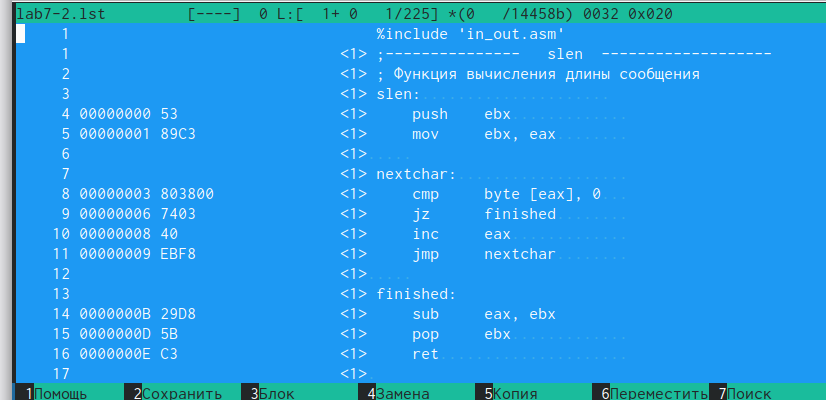 lab7-2.lst [----] 0 L:[ 1+ 0 1/225] *(0 /14458b) 0032 0x020
1 %include 'in_out.asm'
1 <1> ;--------------- slen -------------------
2 <1> ; Функция вычисления длины сообщения
3 <1> slen:
4 00000000 53 <1> push ebx
5 00000001 89C3 <1> mov ebx, eax
6 <1>
7 <1> nextchar:
8 00000003 803800 <1> cmp byte [eax], 0
9 00000006 7403 <1> jz finished
10 00000008 40 <1> inc eax
11 00000009 EBF8 <1> jmp nextchar
12 <1>
13 <1> finished:
14 0000000B 29D8 <1> sub eax, ebx
15 0000000D 5B <1> pop ebx
16 0000000E C3 <1> ret
17 <1>
1Помощь 2Сохранить 3Блок 4Замена 5Копия 6Переместить 7Поиск